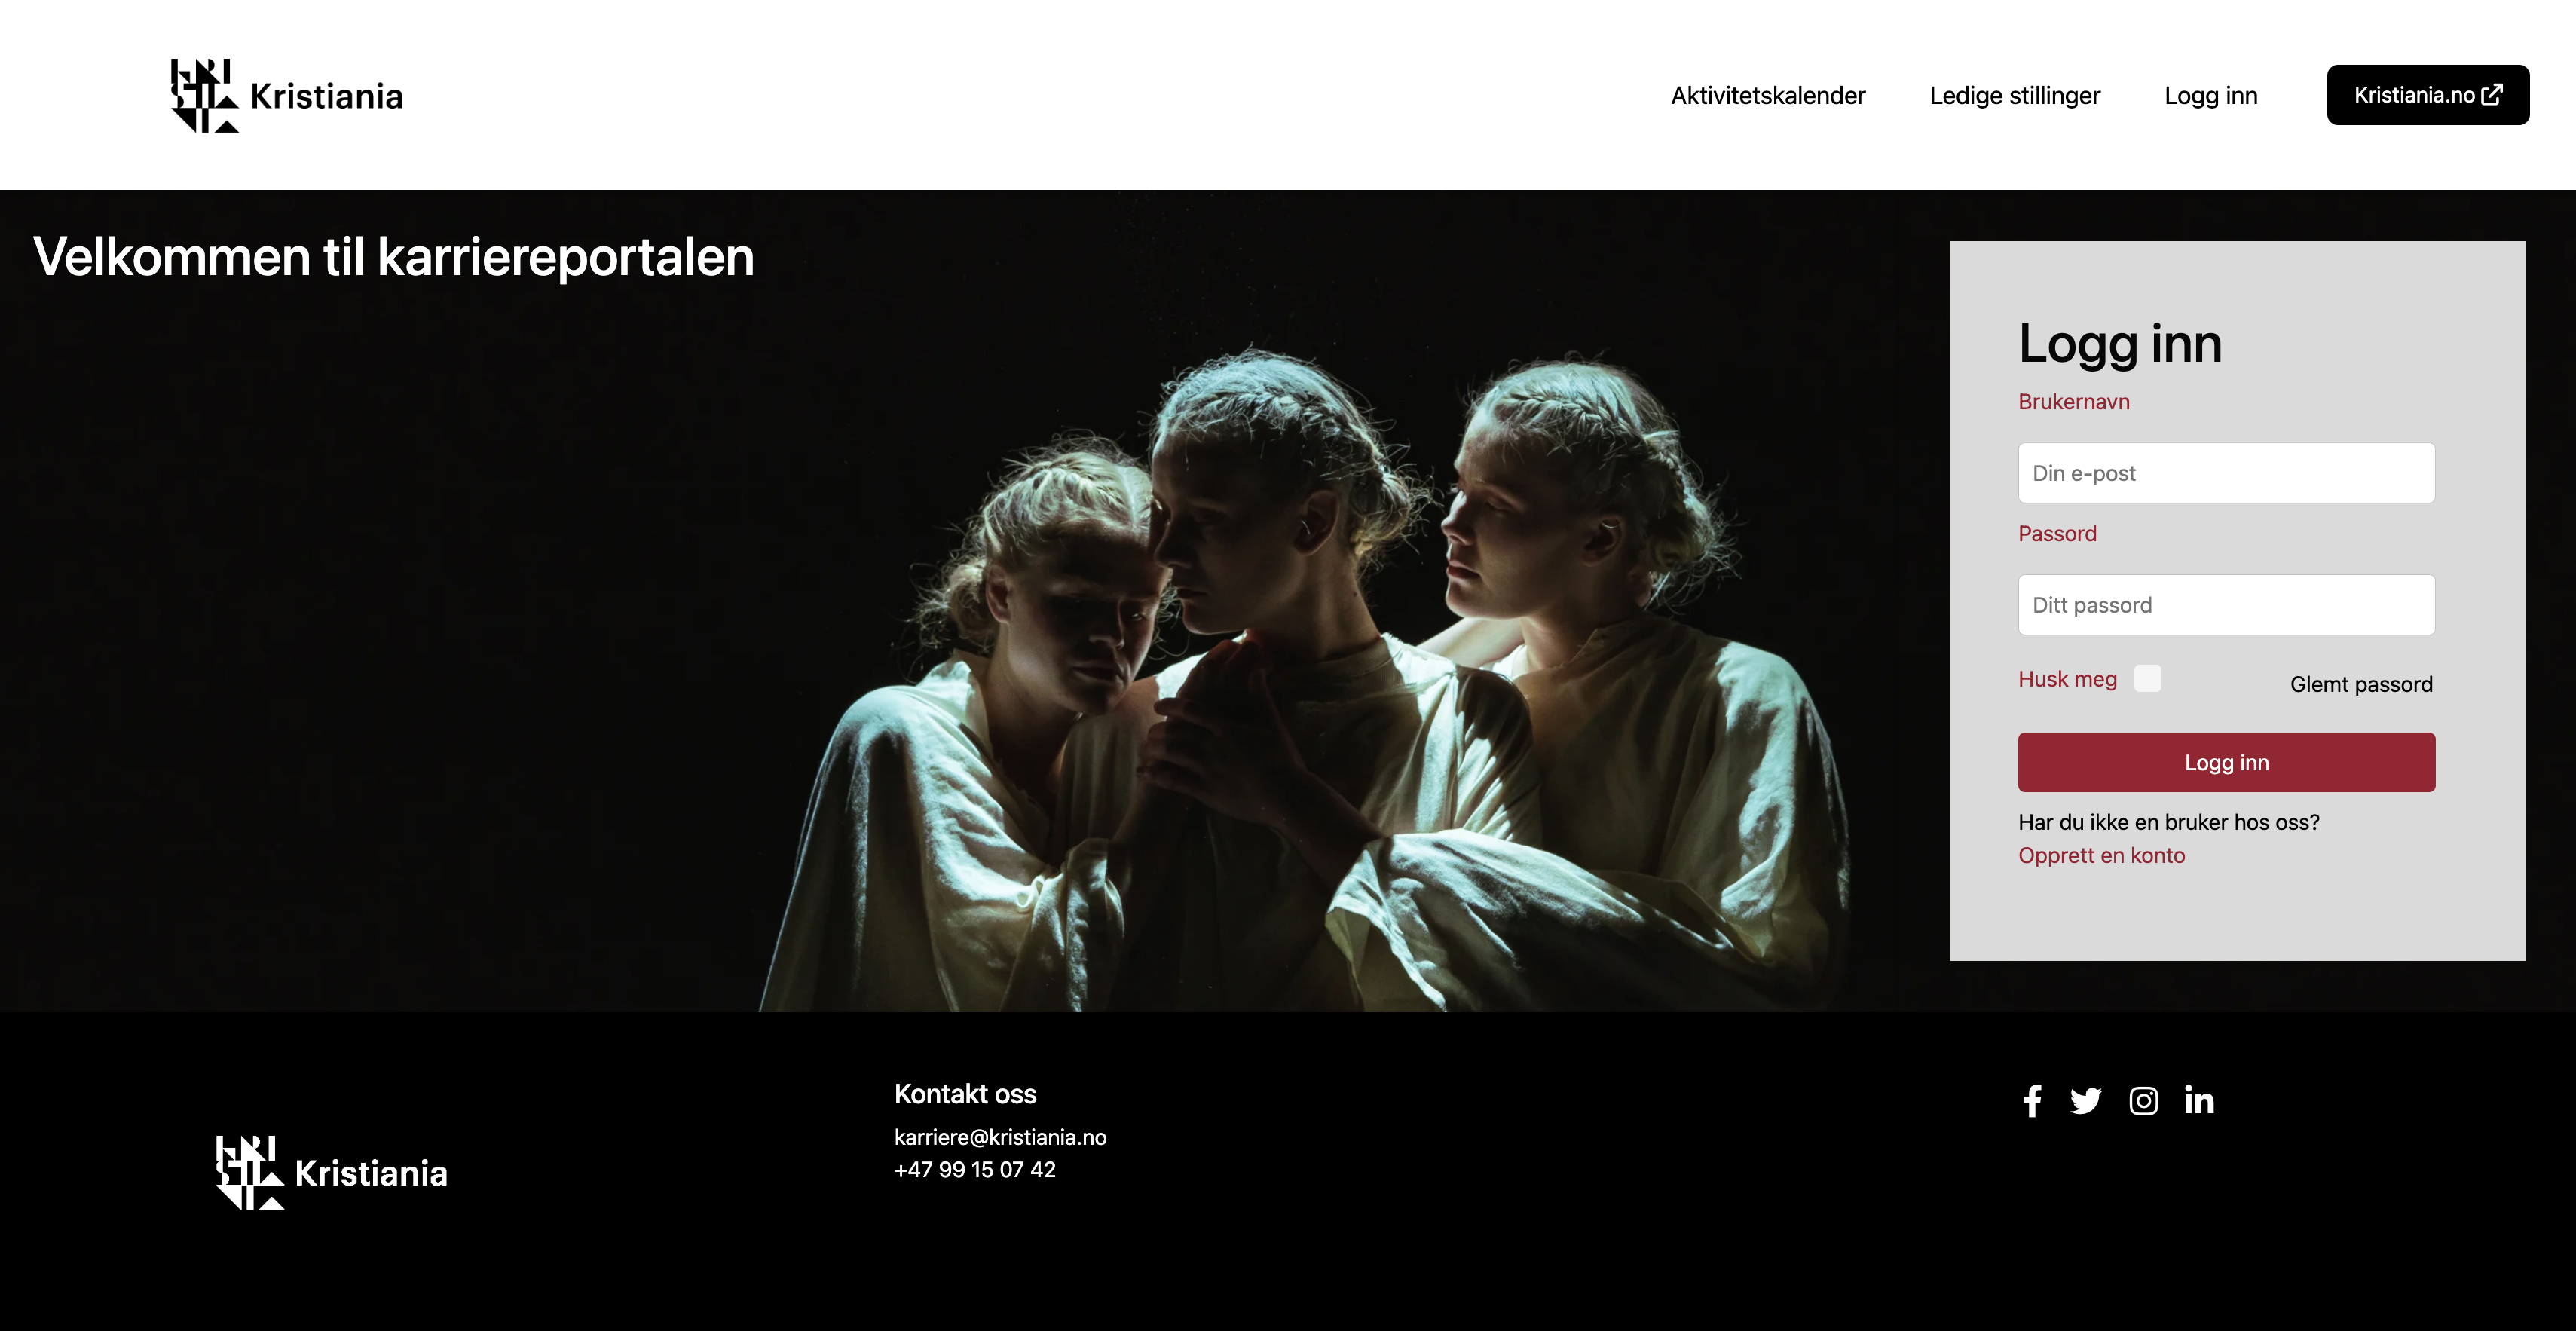 Kristiania
Aktivitetskalender
Ledige stillinger
Logg inn
Kristiania.no
Velkommen til karriereportalen
Logg inn
Brukernavn
Din e-post
Passord
Ditt passord
Husk meg
Glemt passord
Logg inn
Har du ikke en bruker hos oss?
Opprett en konto
Kristiania
Kontakt oss
karriere@kristiania.no
+47 99 15 07 42